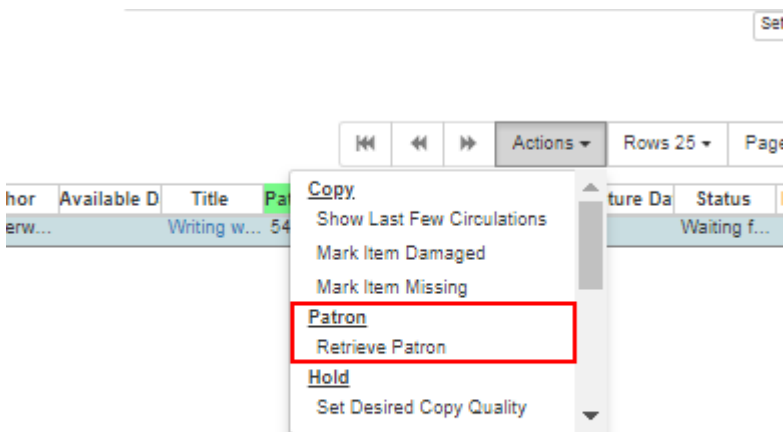 Set
Actions Rows 25 Page
hor Available D Title Pat ture Da Status
erw... Writing w... 54 Waiting f...
Copy
Show Last Few Circulations
Mark Item Damaged
Mark Item Missing
Patron
Retrieve Patron
Hold
Set Desired Copy Quality